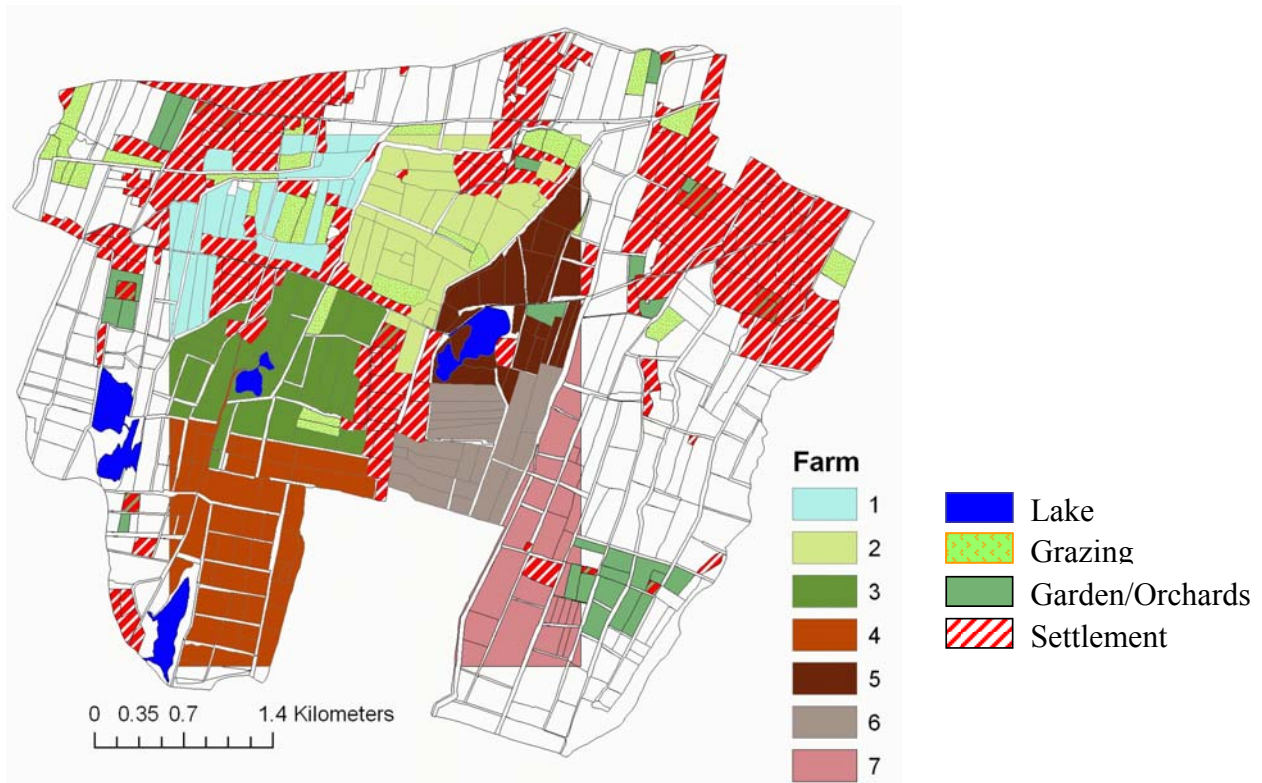 Farm
1
2
3
4
5
6
7
Lake
Grazing
Garden/Orchards
Settlement
0 0.35 0.7 1.4 Kilometers